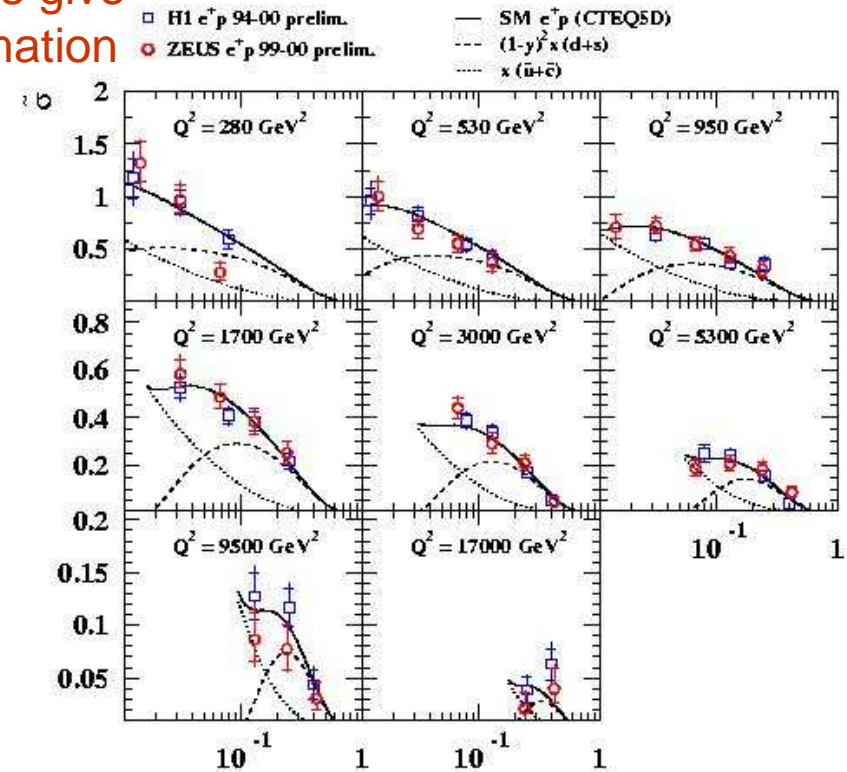 s give
mation
H1 e⁺p 94-00 prelim.
ZEUS e⁺p 99-00 prelim.
SM e⁺p (CTEQ5D)
(1-y)²x (d+s)
x (ū+c̄)
σ̃
2
1.5
1
0.5
Q² = 280 GeV²
Q² = 530 GeV²
Q² = 950 GeV²
0.8
0.6
0.4
0.2
Q² = 1700 GeV²
Q² = 3000 GeV²
Q² = 5300 GeV²
10⁻¹
1
0.2
0.15
0.1
0.05
Q² = 9500 GeV²
Q² = 17000 GeV²
10⁻¹
1
10⁻¹
1